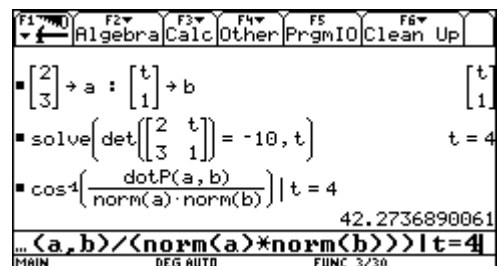 F1 F2 F3 F4 F5 F6
Algebra Calc Other PrgmIO Clean Up
▪[2 3] → a : [t 1] → b [t 1]
▪solve(det([2 t 3 1]) = -10, t) t = 4
▪cos⁻¹(dotP(a, b) / norm(a)·norm(b)) | t = 4
42.2736890061
…(a,b)/(norm(a)*norm(b)))|t=4
MAIN DEG AUTO FUNC 3/30